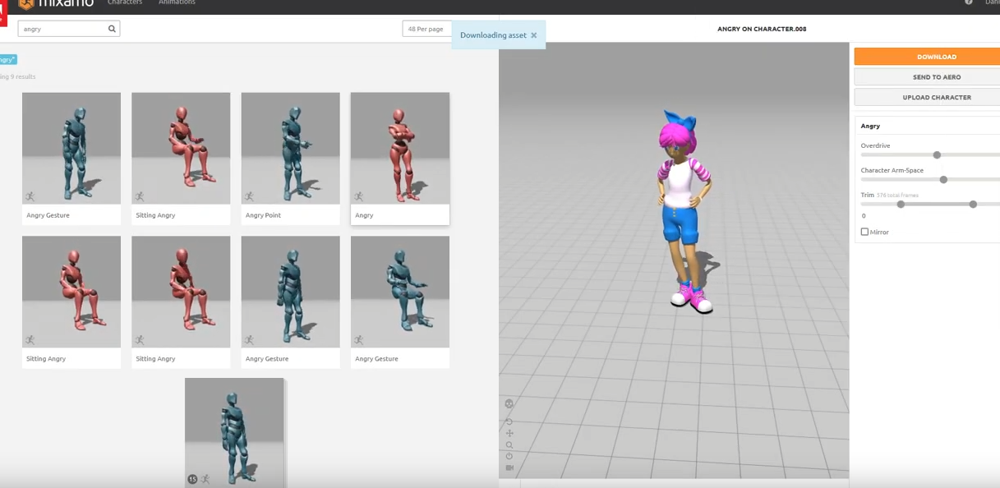 mixamo
Characters
Animations
angry
48 Per page
Downloading asset ×
ANGRY ON CHARACTER.008
ngry"
ing 9 results
DOWNLOAD
SEND TO AERO
UPLOAD CHARACTER
Angry Gesture
Sitting Angry
Angry Point
Angry
Sitting Angry
Sitting Angry
Angry Gesture
Angry Gesture
15
Angry
Overdrive
Character Arm-Space
Trim 376 total frames
0
Mirror